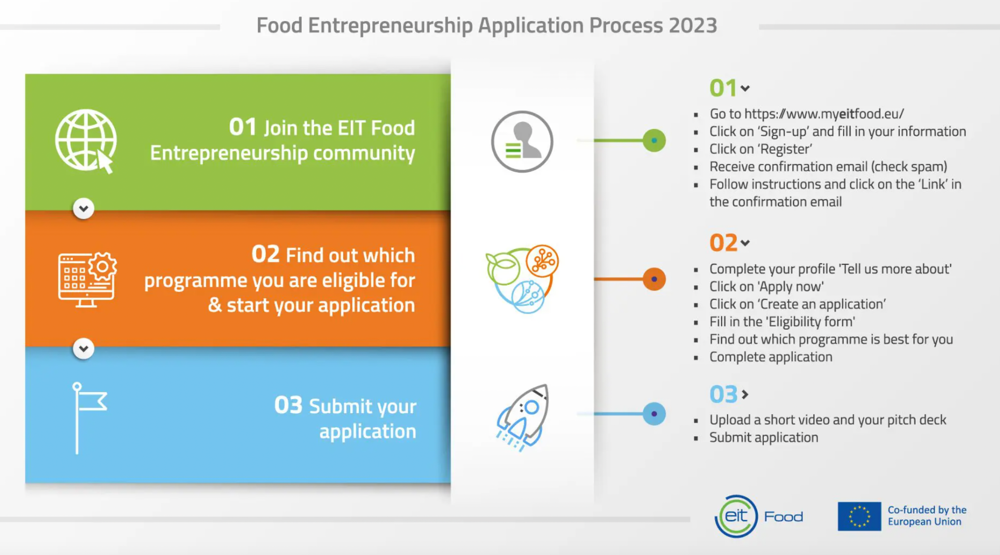 Food Entrepreneurship Application Process 2023
01 Join the EIT Food
Entrepreneurship community
02 Find out which
programme you are eligible for
& start your application
03 Submit your
application
01
▪ Go to https://www.myeitfood.eu/
▪ Click on ‘Sign-up’ and fill in your information
▪ Click on ‘Register’
▪ Receive confirmation email (check spam)
▪ Follow instructions and click on the ‘Link’ in
the confirmation email
02
▪ Complete your profile 'Tell us more about'
▪ Click on 'Apply now'
▪ Click on ‘Create an application’
▪ Fill in the 'Eligibility form'
▪ Find out which programme is best for you
▪ Complete application
03
▪ Upload a short video and your pitch deck
▪ Submit application
eit Food
Co-funded by the
European Union